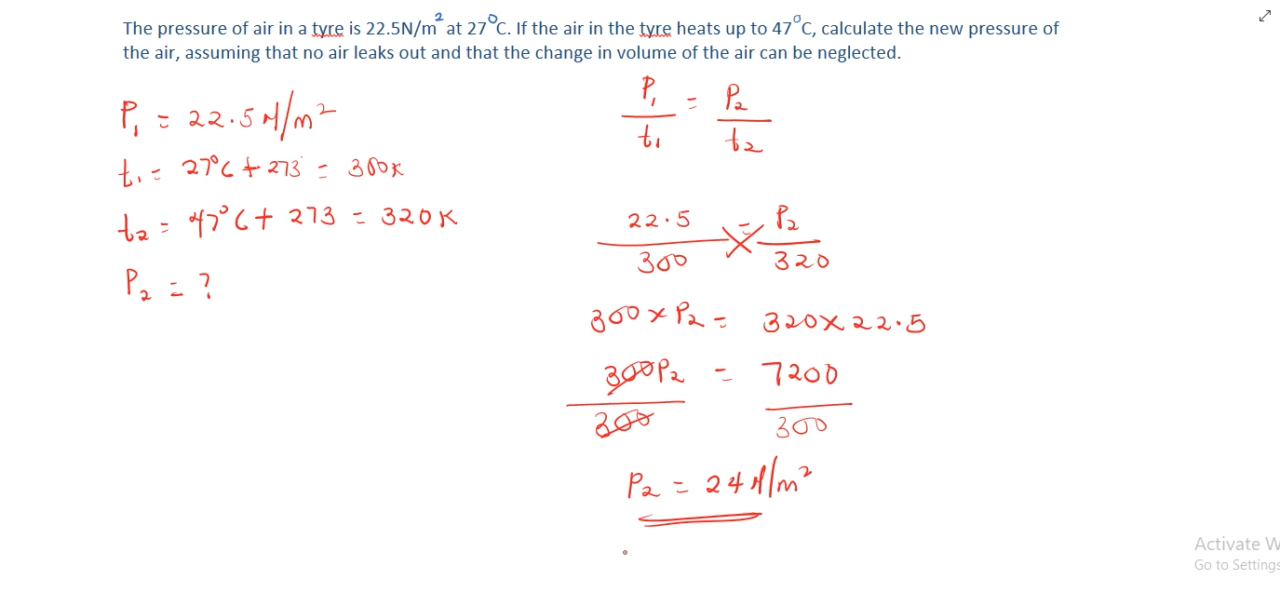 The pressure of air in a tyre is 22.5N/m² at 27°C. If the air in the tyre heats up to 47°C, calculate the new pressure of
the air, assuming that no air leaks out and that the change in volume of the air can be neglected.
P₁ = 22.5 N/m²
t₁ = 27°C + 273 = 300K
t₂ = 47°C + 273 = 320K
P₂ = ?
P₁/t₁ = P₂/t₂
22.5/300 = P₂/320
300 x P₂ = 320 x 22.5
300P₂/300 = 7200/300
P₂ = 24 N/m²
Activate W
Go to Settings